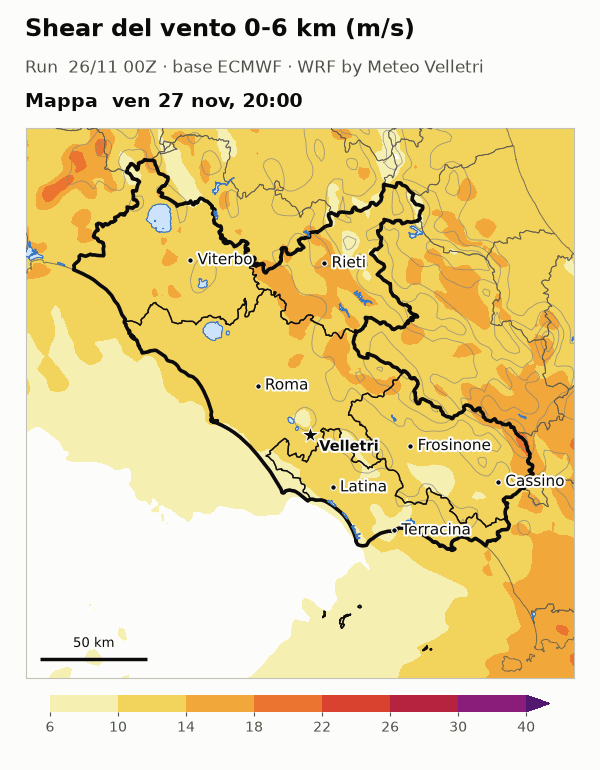 Shear del vento 0-6 km (m/s)
Run  26/11 00Z · base ECMWF · WRF by Meteo Velletri
Mappa  ven 27 nov, 20:00
Viterbo
Rieti
Roma
Velletri
Frosinone
Latina
Cassino
Terracina
50 km
6 10 14 18 22 26 30 40